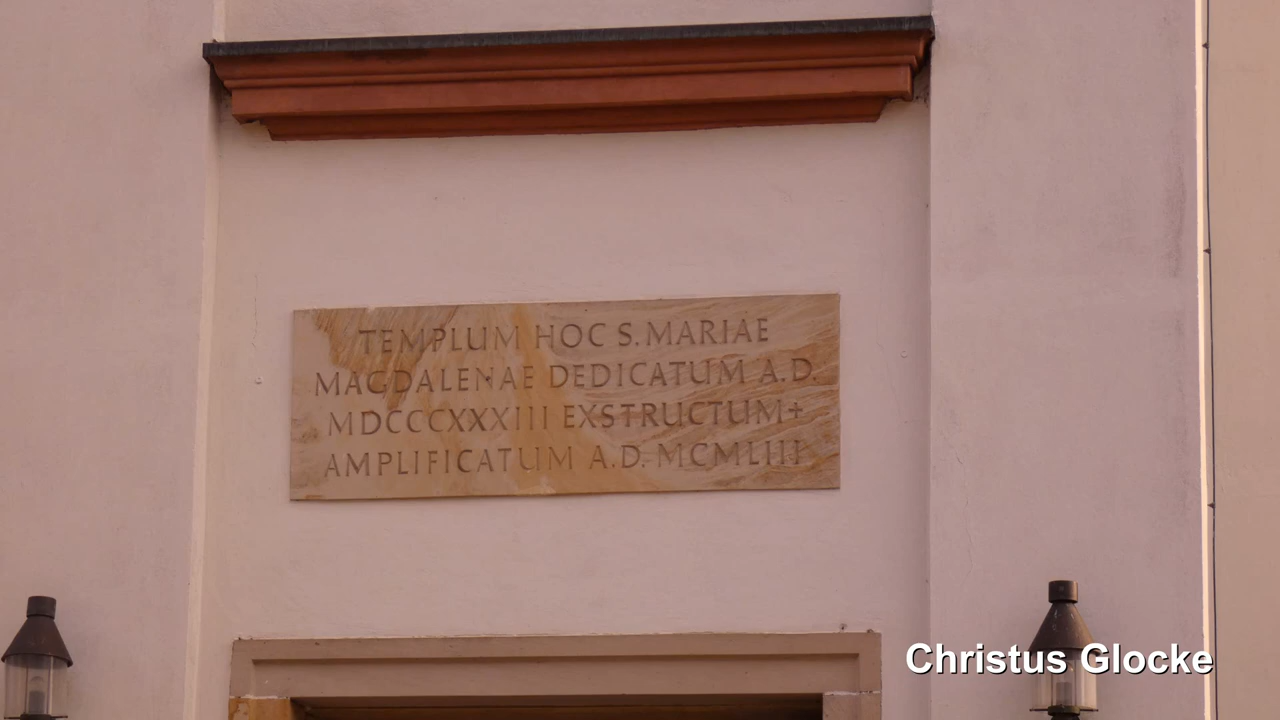 TEMPLUM HOC S. MARIAE
MAGDALENAE DEDICATUM A.D.
MDCCCXXXIII EXSTRUCTUM+
AMPLIFICATUM A.D. MCMLIII
Christus Glocke